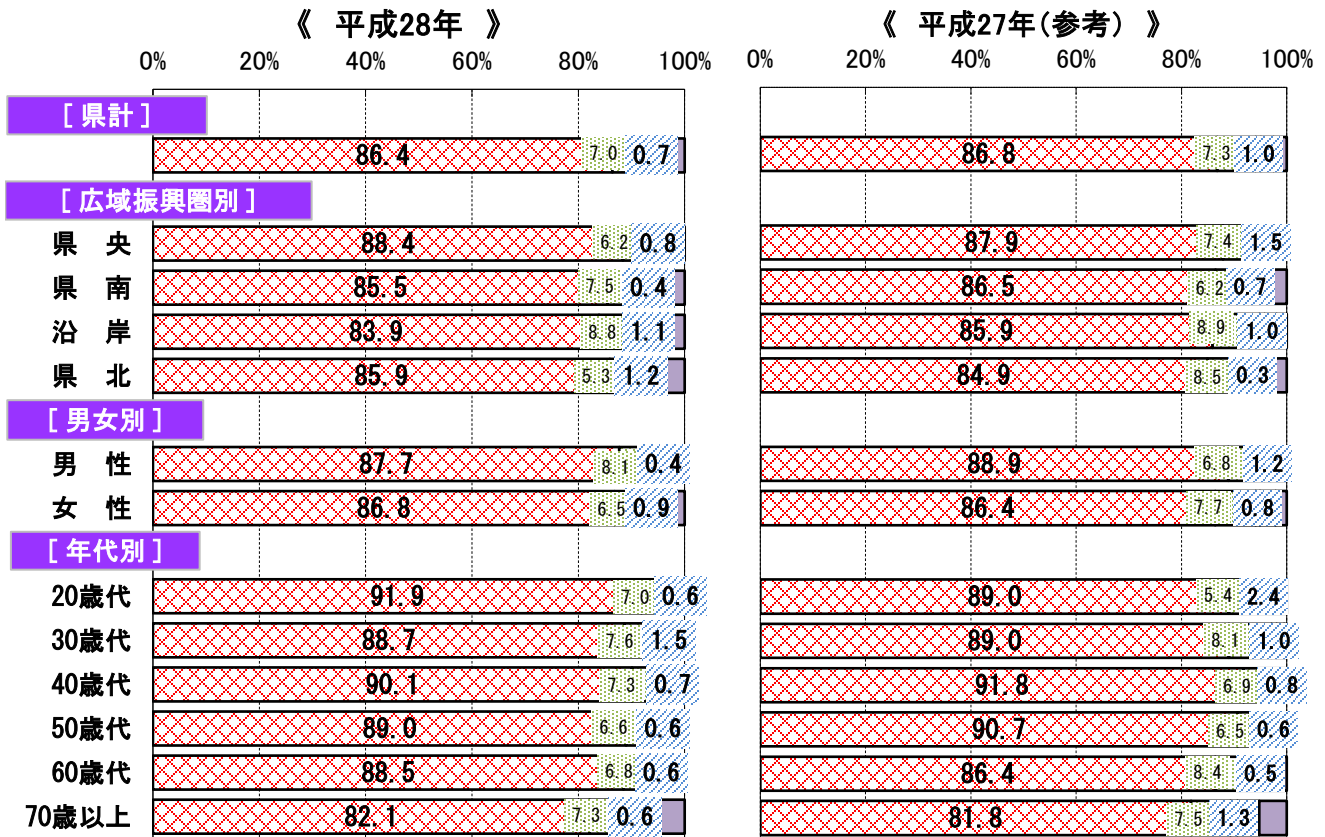 《 平成28年 》 《 平成27年(参考) 》
0% 20% 40% 60% 80% 100% 0% 20% 40% 60% 80% 100%
[ 県計 ]
86.4 7.0 0.7 86.8 7.3 1.0
[ 広域振興圏別 ]
県 央 88.4 6.2 0.8 87.9 7.4 1.5
県 南 85.5 7.5 0.4 86.5 6.2 0.7
沿 岸 83.9 8.8 1.1 85.9 8.9 1.0
県 北 85.9 5.3 1.2 84.9 8.5 0.3
[ 男女別 ]
男 性 87.7 8.1 0.4 88.9 6.8 1.2
女 性 86.8 6.5 0.9 86.4 7.7 0.8
[ 年代別 ]
20歳代 91.9 7.0 0.6 89.0 5.4 2.4
30歳代 88.7 7.6 1.5 89.0 8.1 1.0
40歳代 90.1 7.3 0.7 91.8 6.9 0.8
50歳代 89.0 6.6 0.6 90.7 6.5 0.6
60歳代 88.5 6.8 0.6 86.4 8.4 0.5
70歳以上 82.1 7.3 0.6 81.8 7.5 1.3